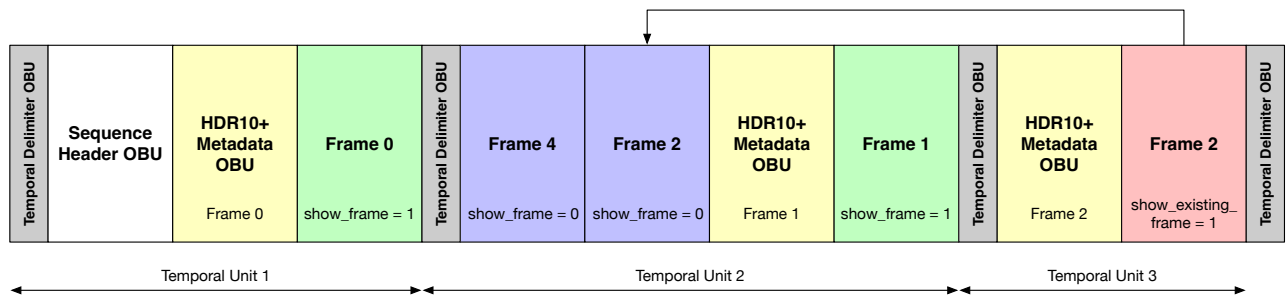 Temporal Delimiter OBU
Sequence
Header OBU
HDR10+
Metadata
OBU
Frame 0
Frame 0
show_frame = 1
Temporal Delimiter OBU
Frame 4
show_frame = 0
Frame 2
show_frame = 0
HDR10+
Metadata
OBU
Frame 1
Frame 1
show_frame = 1
Temporal Delimiter OBU
HDR10+
Metadata
OBU
Frame 2
Frame 2
show_existing_
frame = 1
Temporal Delimiter OBU
Temporal Unit 1
Temporal Unit 2
Temporal Unit 3